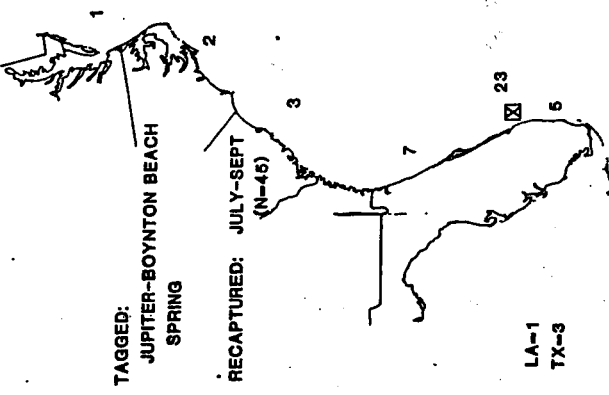 TAGGED:
JUPITER-BOYNTON BEACH
SPRING
RECAPTURED: JULY-SEPT
(N=45)
1
2
3
7
23
5
LA=1
TX=3